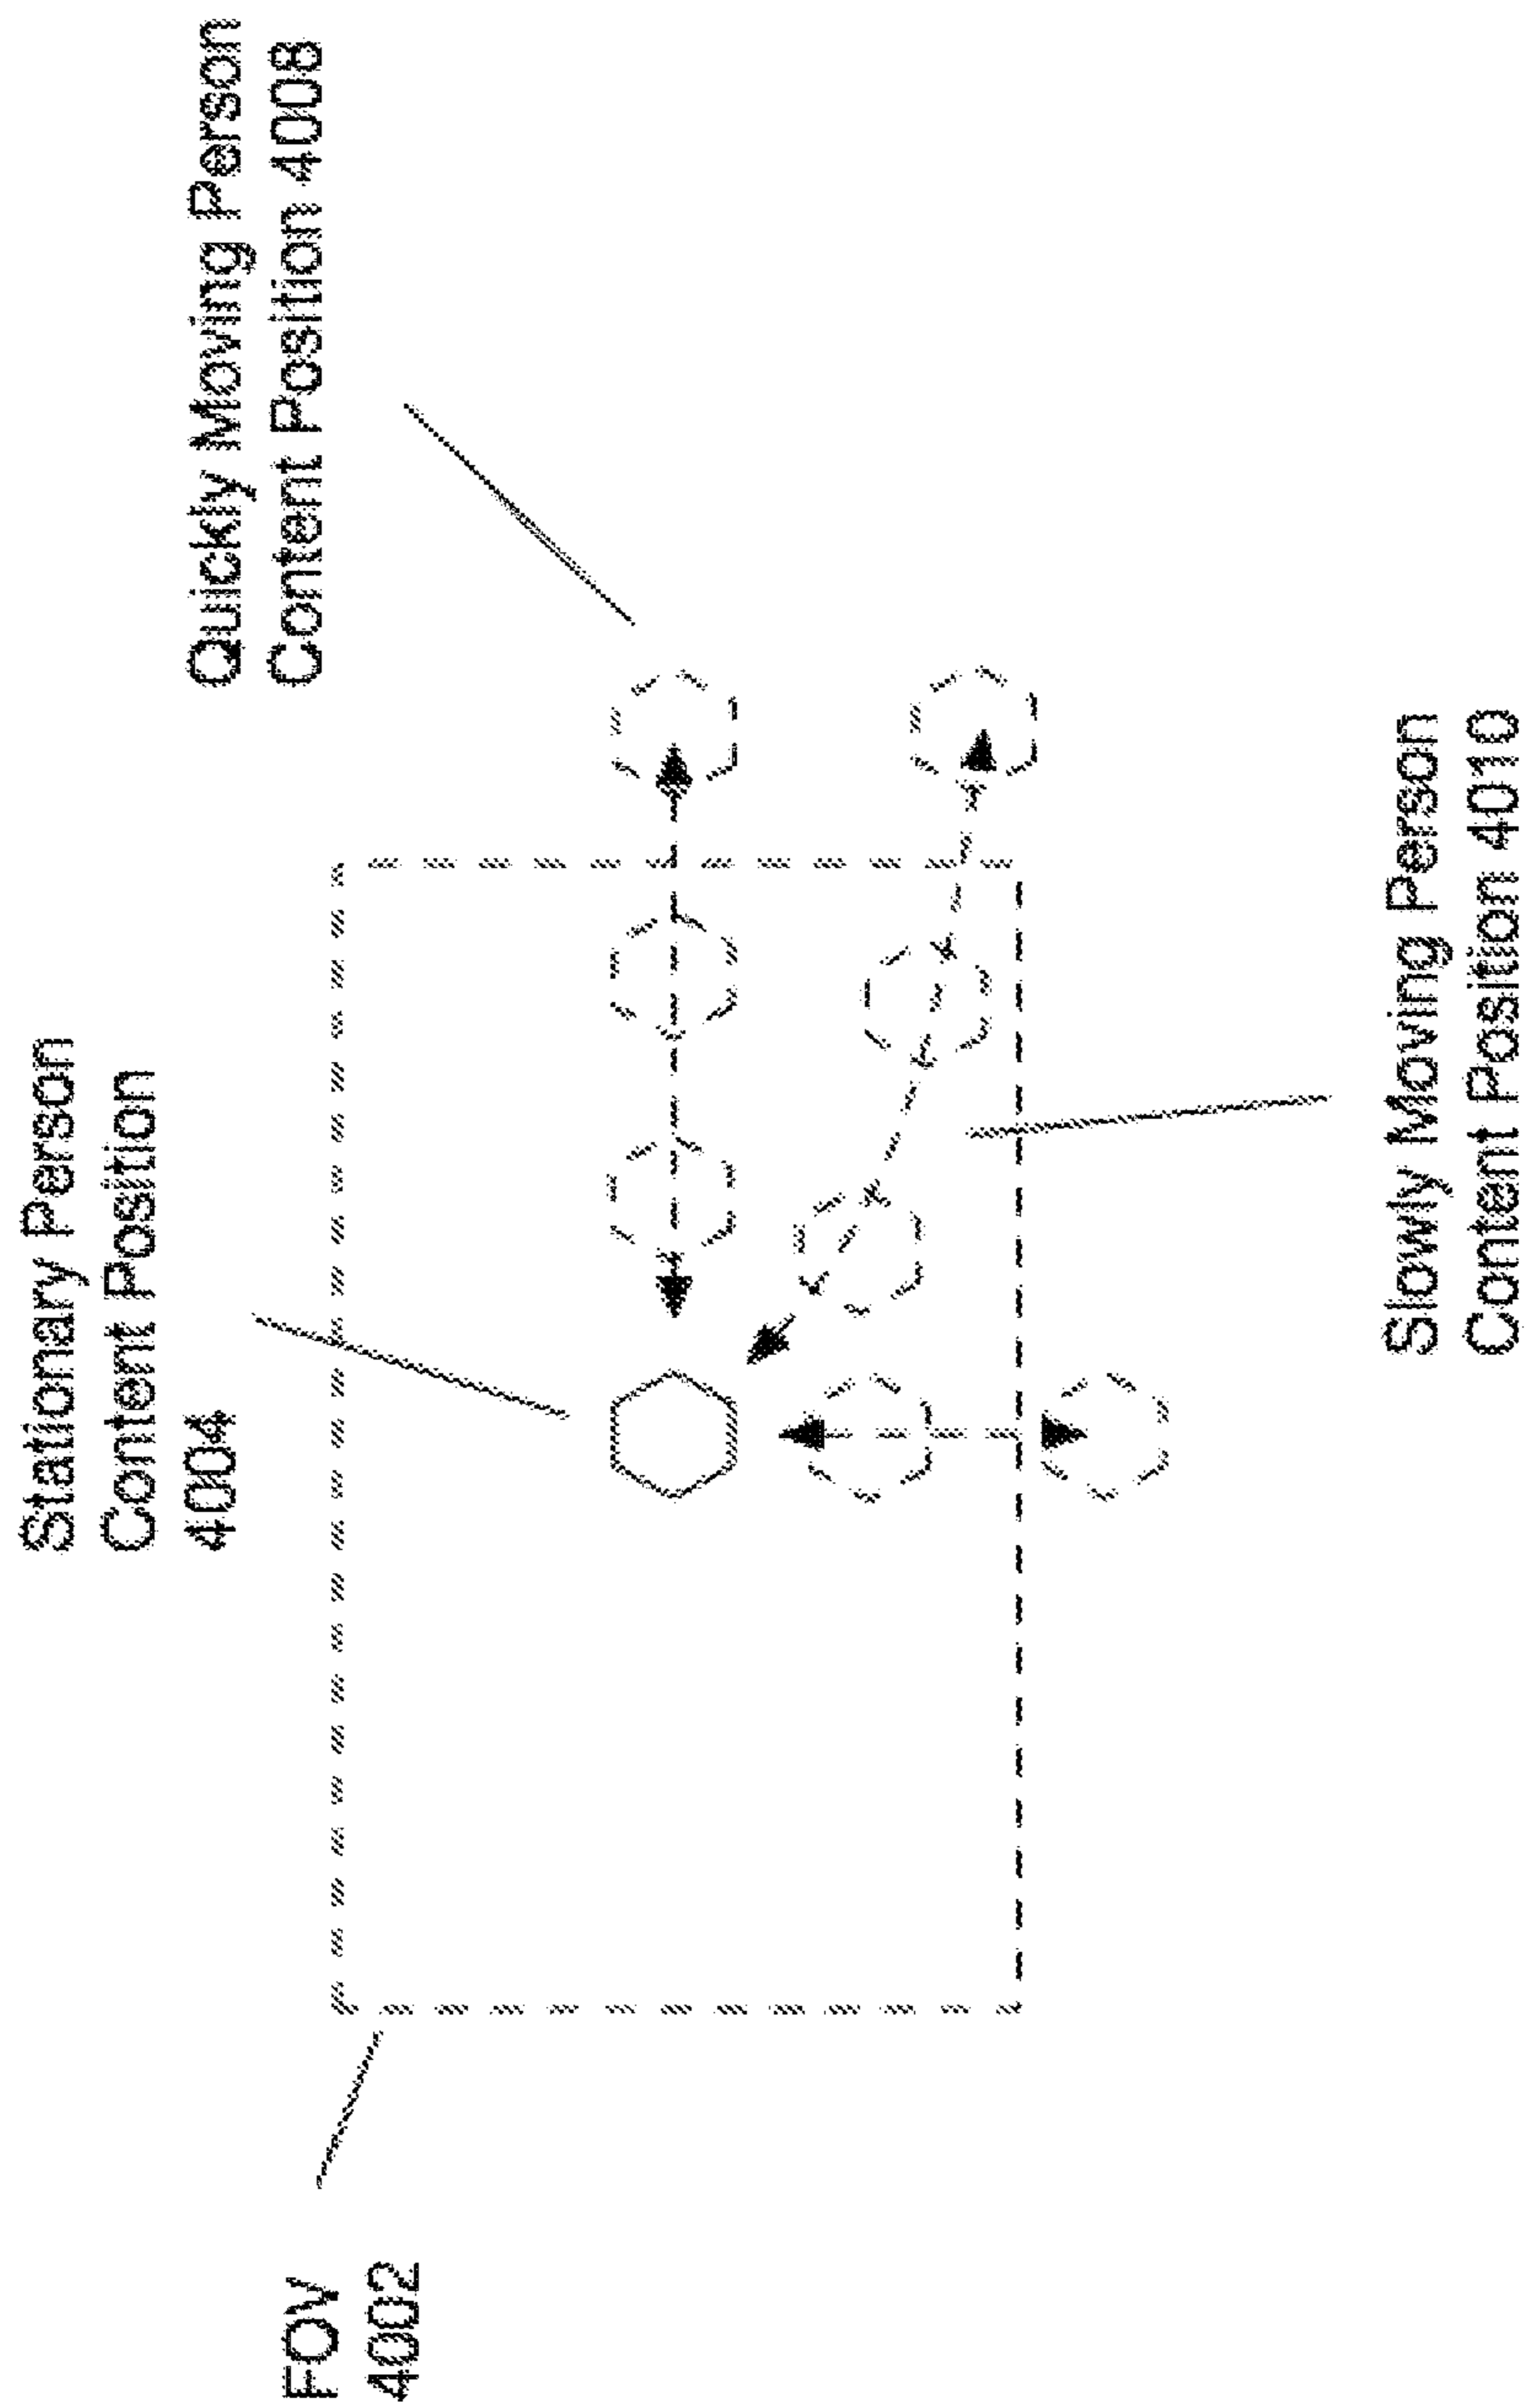 Stationary Person
Content Position
4004
Quickly Moving Person
Content Position 4008
FOV
4002
Slowly Moving Person
Content Position 4010